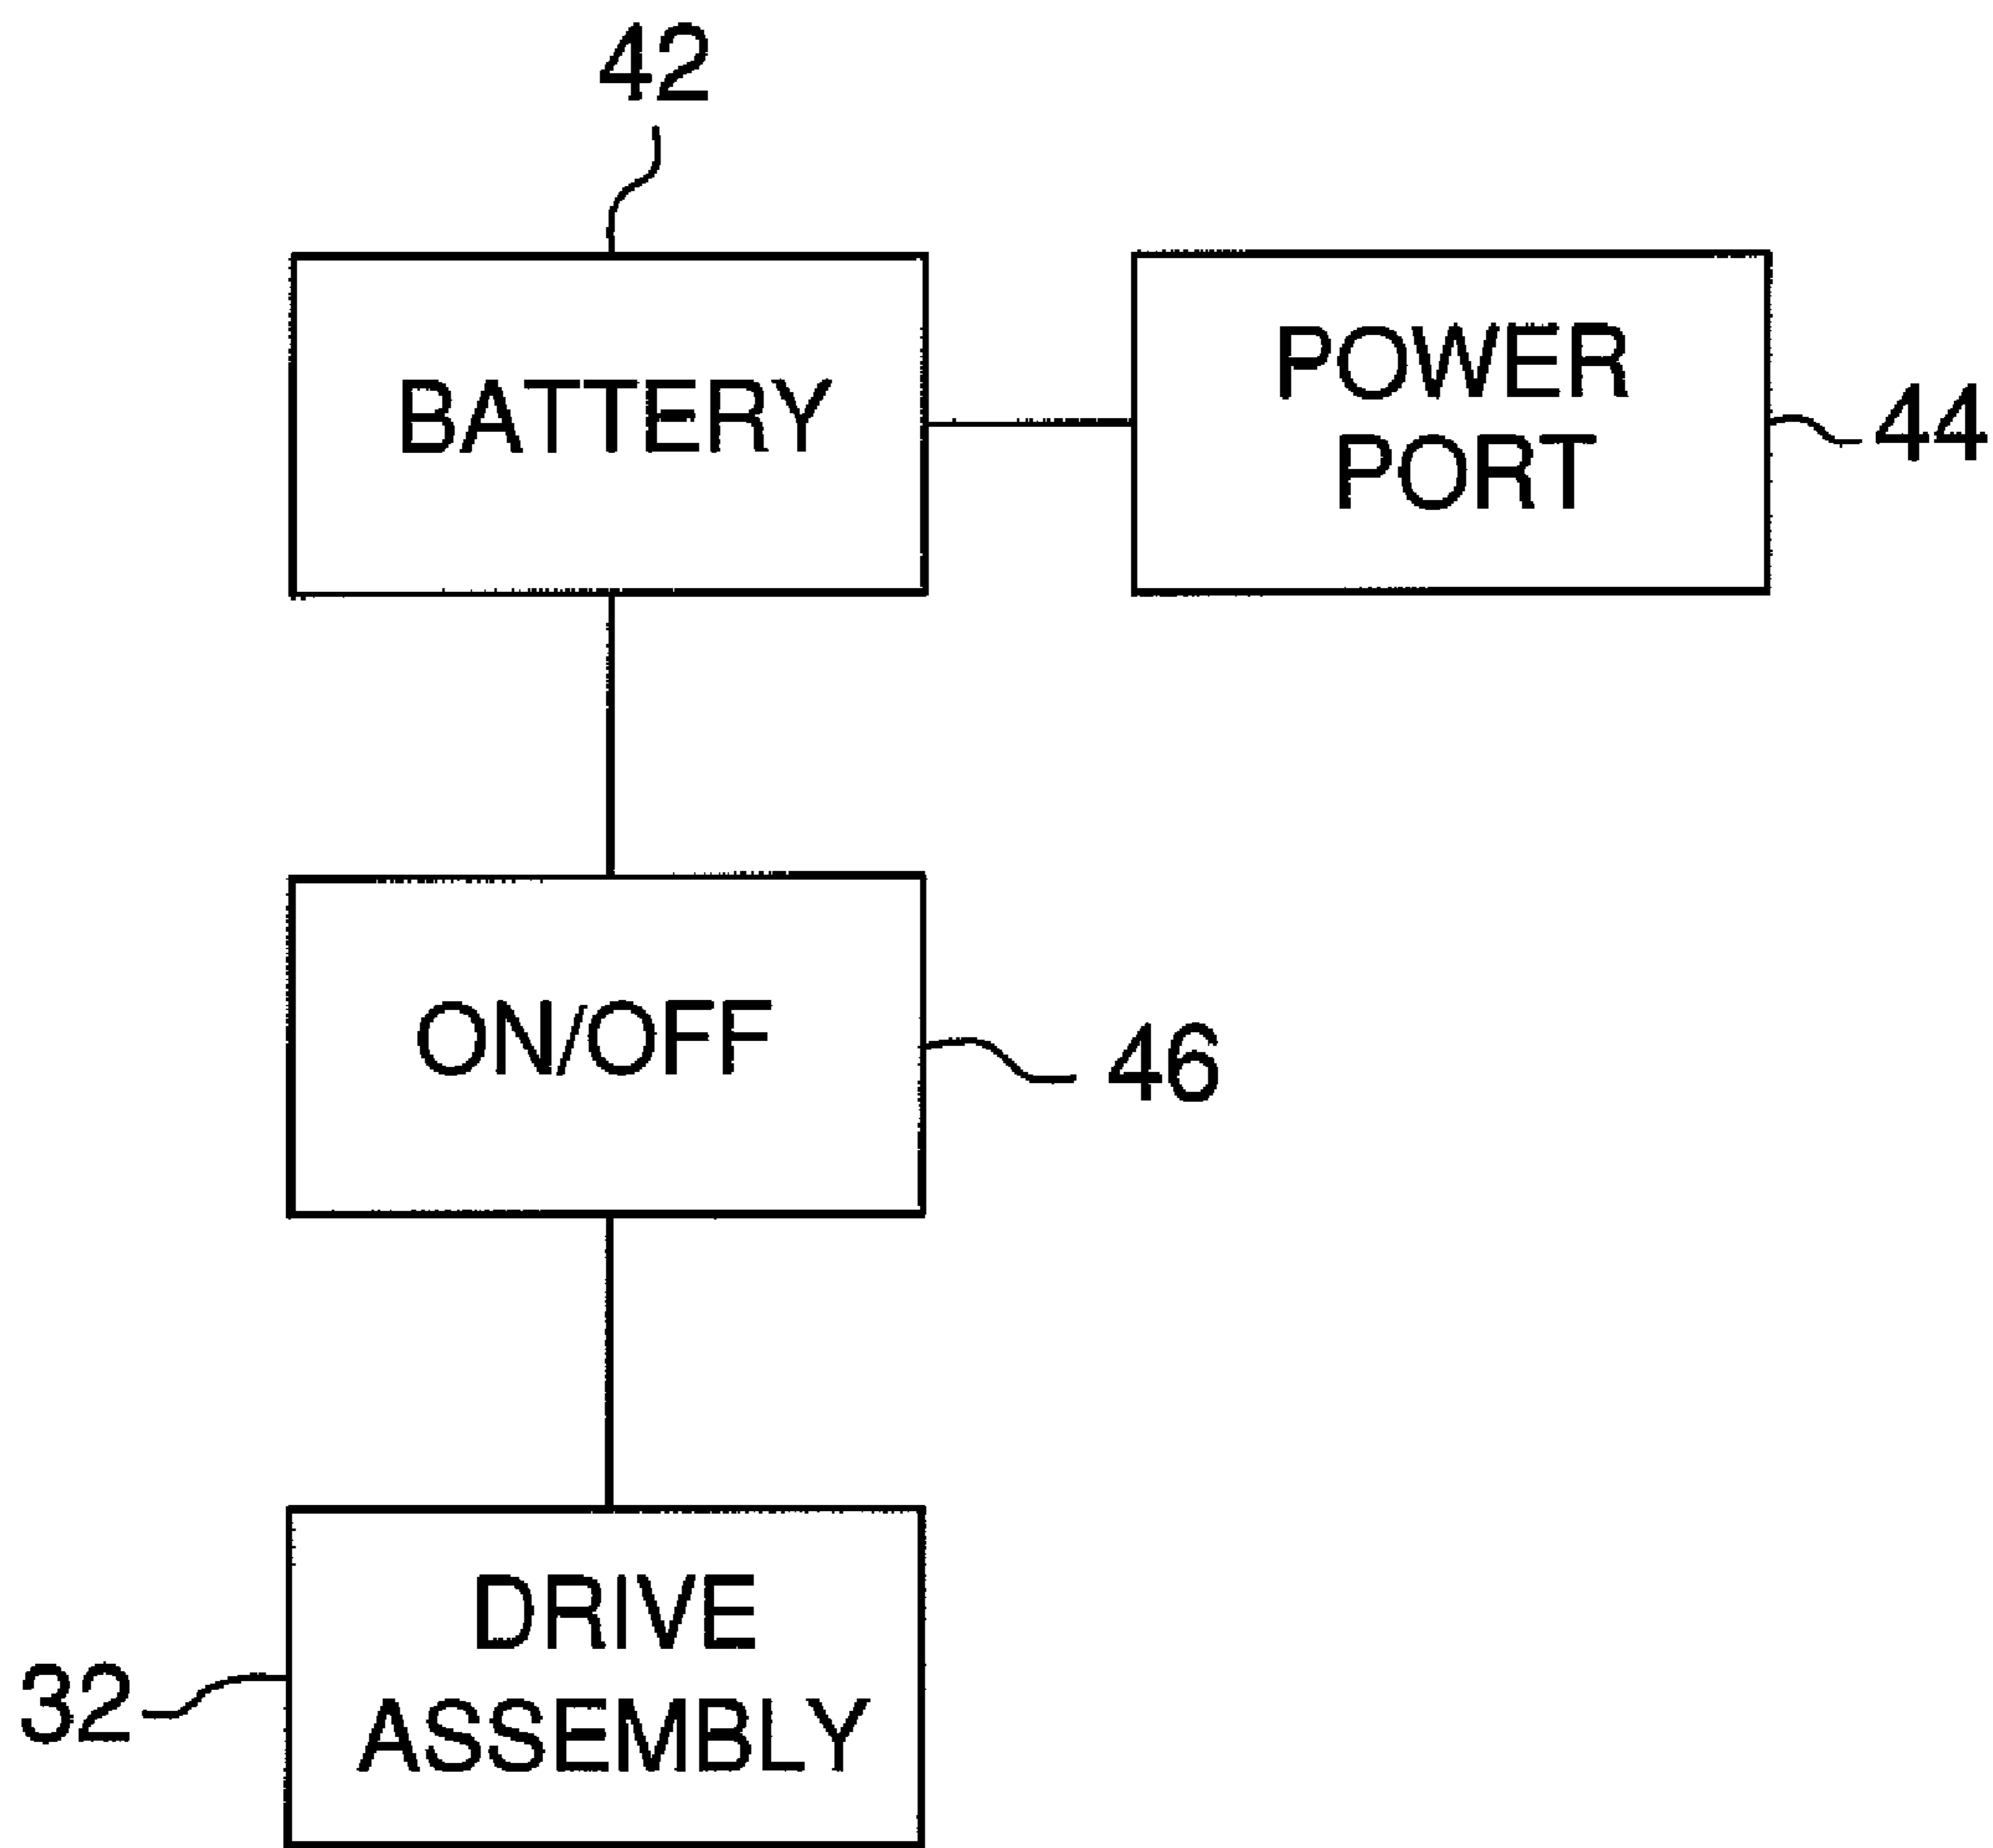 42
BATTERY
POWER
PORT
44
ON/OFF
46
DRIVE
ASSEMBLY
32